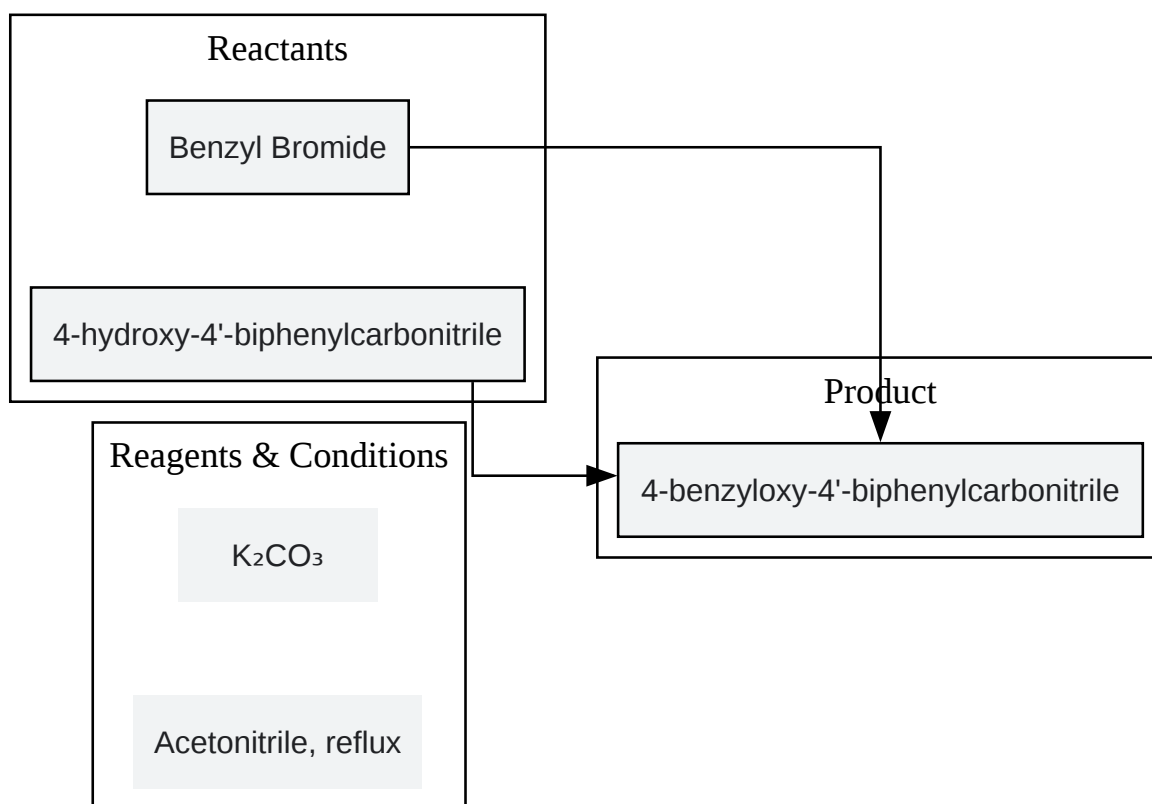 Reactants
Benzyl Bromide
4-hydroxy-4'-biphenylcarbonitrile
Product
4-benzyloxy-4'-biphenylcarbonitrile
Reagents & Conditions
K₂CO₃
Acetonitrile, reflux